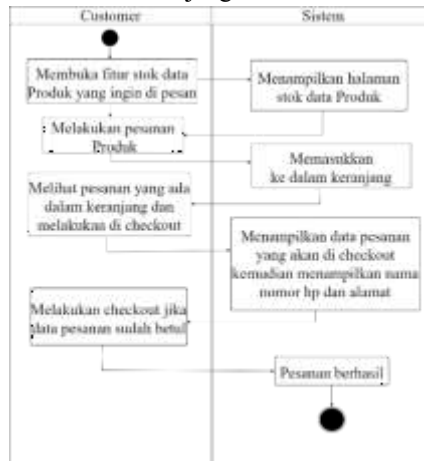 Customer
Sistem
Membuka fitur stok data
Produk yang ingin di pesan
Menampilkan halaman
stok data Produk
Melakukan pesanan
Produk
Memasukkan
ke dalam keranjang
Melihat pesanan yang ada
dalam keranjang dan
melakukan di checkout
Menampilkan data pesanan
yang akan di checkout
kemudian menampilkan nama
nomor hp dan alamat
Melakukan checkout jika
data pesanan sudah betul
Pesanan berhasil